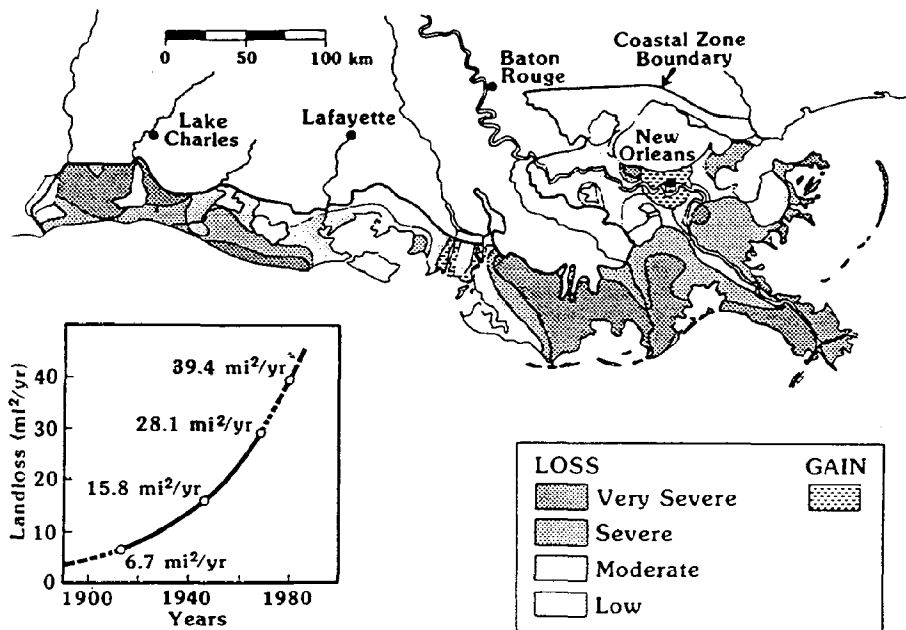 0 50 100
km
Baton
Rouge
Coastal Zone
Boundary
Lake
Charles
Lafayette
New
Orleans
Landloss (mi²/yr)
40
30
20
10
0
39.4 mi²/yr
28.1 mi²/yr
15.8 mi²/yr
6.7 mi²/yr
1900 1940 1980
Years
LOSS GAIN
Very Severe
Severe
Moderate
Low